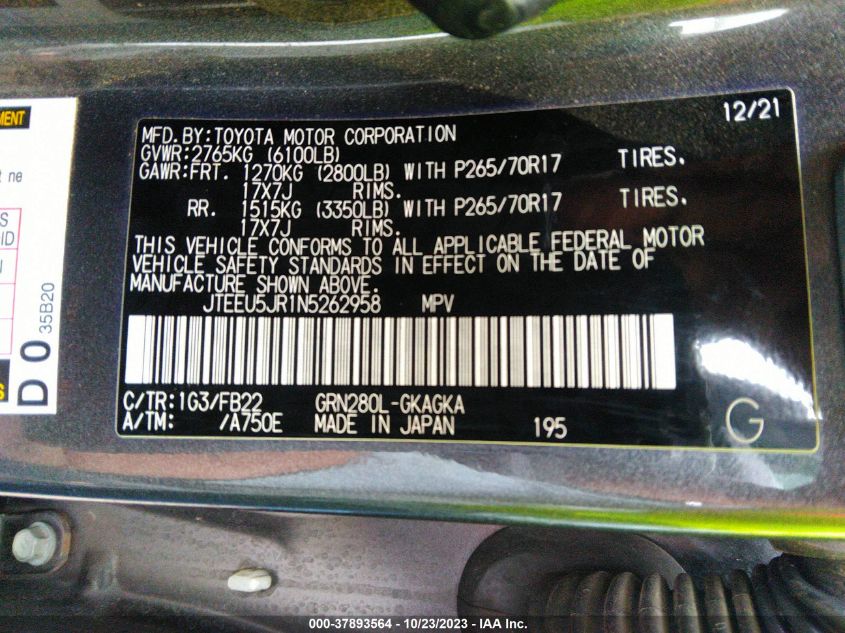 MENT
t ne
S
ID
N
S
D 0 35B20
12/21
MFD.BY:TOYOTA MOTOR CORPORATION
GVWR:2765KG (6100LB)
GAWR:FRT. 1270KG (2800LB) WITH P265/70R17 TIRES.
17X7J RIMS.
RR. 1515KG (3350LB) WITH P265/70R17 TIRES.
17X7J RIMS.
THIS VEHICLE CONFORMS TO ALL APPLICABLE FEDERAL MOTOR
VEHICLE SAFETY STANDARDS IN EFFECT ON THE DATE OF
MANUFACTURE SHOWN ABOVE.
JTEEU5JR1N5262958 MPV
C/TR:1G3/FB22 GRN280L-GKAGKA
A/TM: /A750E MADE IN JAPAN 195 G
000-37893564 - 10/23/2023 - IAA Inc.